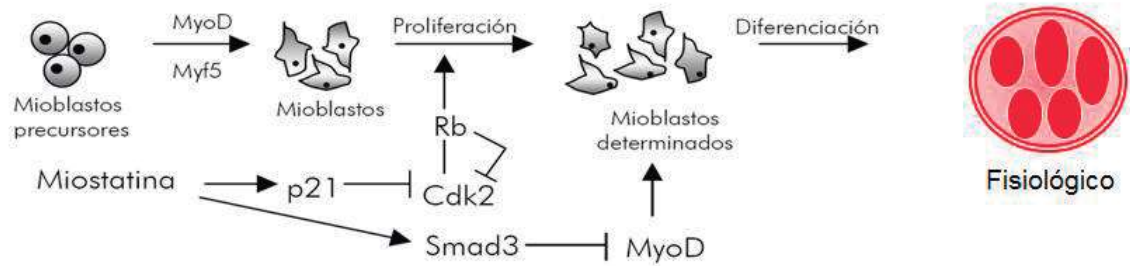 MyoD
Myf5
Mioblastos
precursores
Mioblastos
Proliferación
Mioblastos
determinados
Diferenciación
Fisiológico
Rb
Miostatina
p21
Cdk2
Smad3
MyoD